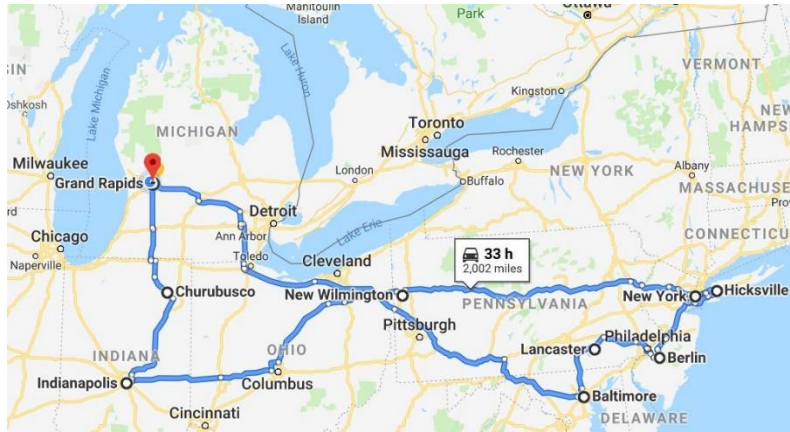 Manitoulin
Island
Ottawa
Park
VERMONT
SIN
Oshkosh
Lake Huron
Kingston
NEW
HAMPS
MICHIGAN
Lake Michigan
Toronto
Mississauga
Rochester
Milwaukee
Grand Rapids
London
Buffalo
NEW YORK
Albany
MASSACHUSE
Detroit
Prov
Chicago
Ann Arbor
Lake Erie
CONNECTICU
Naperville
Toledo
Cleveland
33 h
2,002 miles
Churubusco
New Wilmington
PENNSYLVANIA
New York
Hicksville
Pittsburgh
Philadelphia
INDIANA
OHIO
Lancaster
Berlin
Indianapolis
Columbus
Baltimore
Cincinnati
DELAWARE